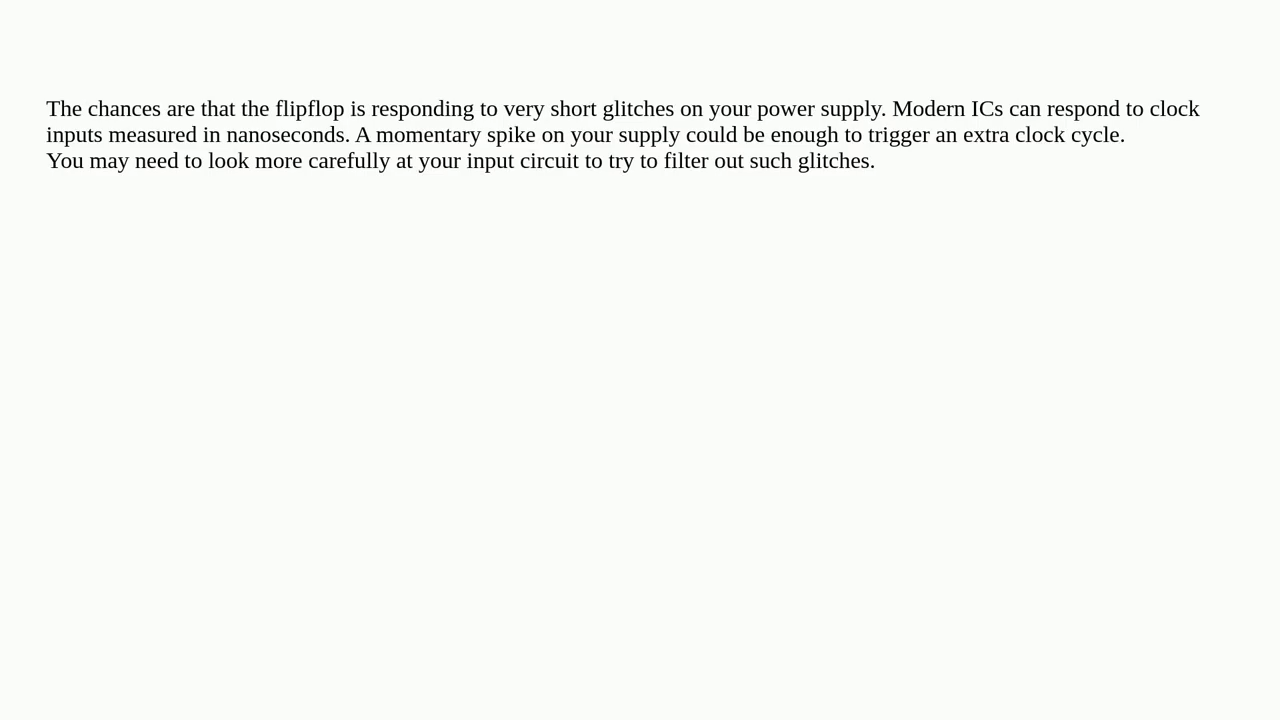 The chances are that the flipflop is responding to very short glitches on your power supply. Modern ICs can respond to clock
inputs measured in nanoseconds. A momentary spike on your supply could be enough to trigger an extra clock cycle.
You may need to look more carefully at your input circuit to try to filter out such glitches.